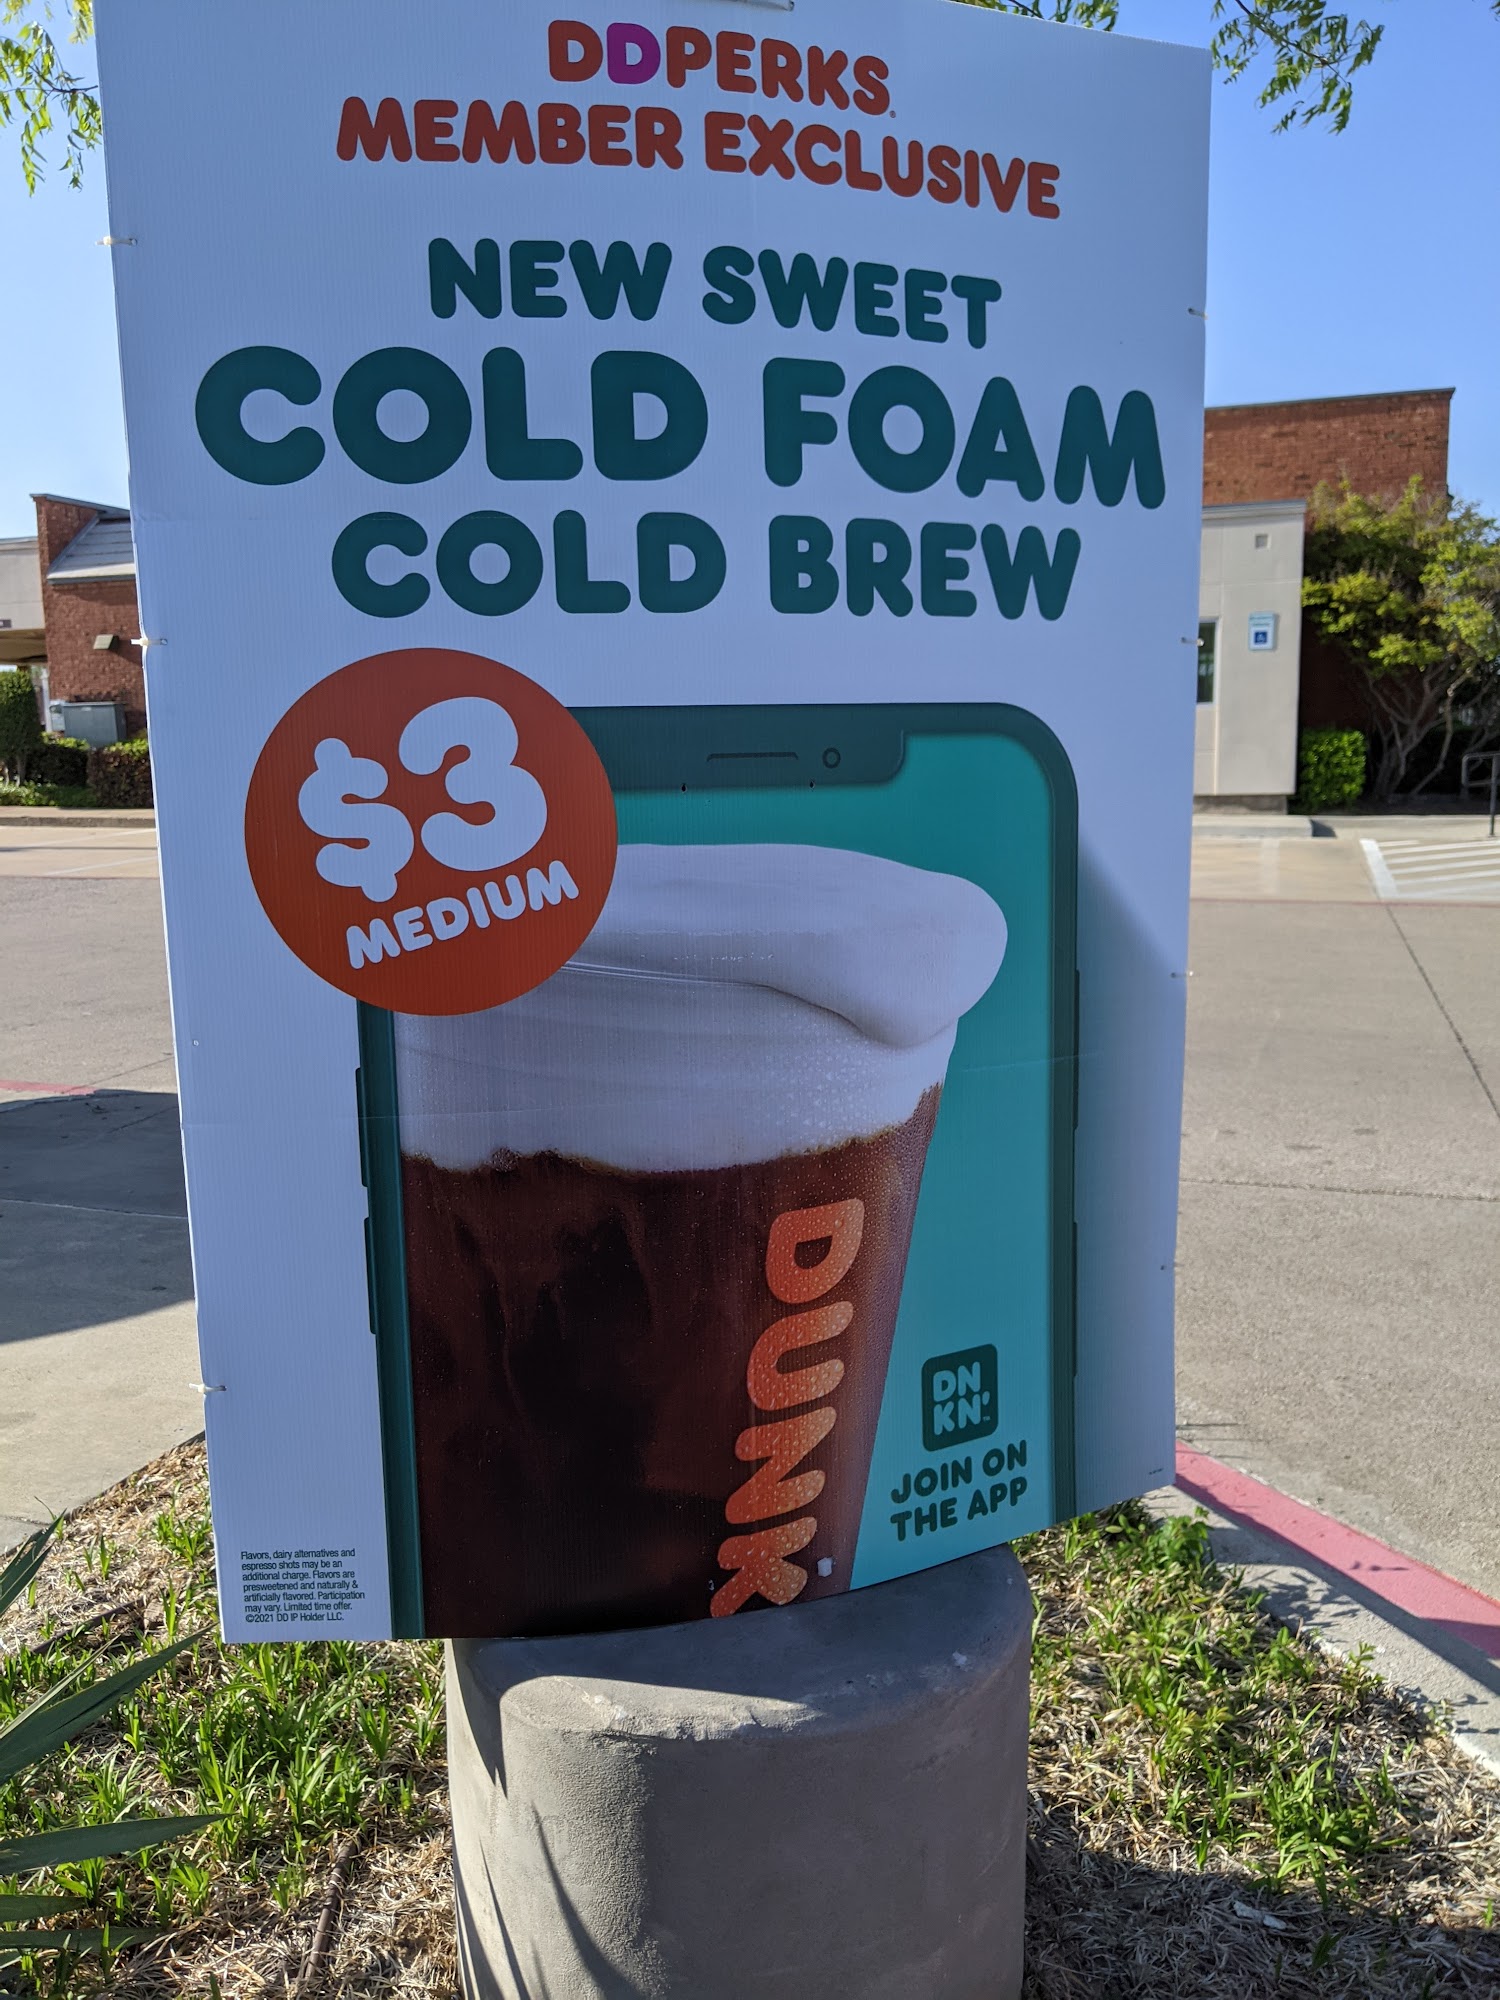 DDPERKS®
MEMBER EXCLUSIVE
NEW SWEET
COLD FOAM
COLD BREW
$3
MEDIUM
DUNK
DN
KN'
JOIN ON
THE APP
Flavors, dairy alternatives and
espresso shots may be an
additional charge. Flavors are
presweetened and naturally &
artificially flavored. Participation
may vary. Limited time offer.
©2021 DD IP Holder LLC.